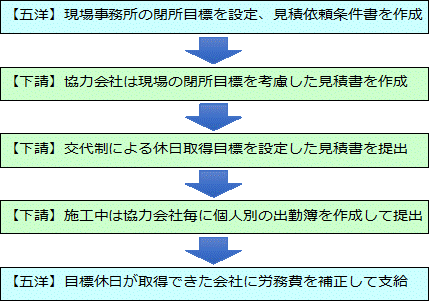 【五洋】現場事務所の閉所目標を設定、見積依頼条件書を作成
【下請】協力会社は現場の閉所目標を考慮した見積書を作成
【下請】交代制による休日取得目標を設定した見積書を提出
【下請】施工中は協力会社毎に個人別の出勤簿を作成して提出
【五洋】目標休日が取得できた会社に労務費を補正して支給